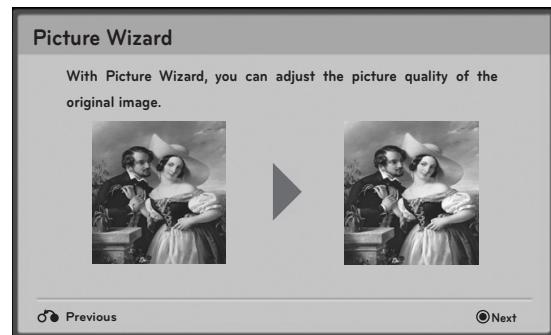 Picture Wizard
With Picture Wizard, you can adjust the picture quality of the
original image.
Previous
Next